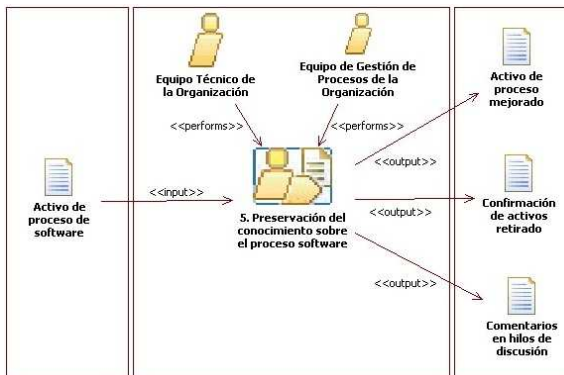 Equipo Técnico de
la Organización
Equipo de Gestión de
Procesos de la
Organización
<<performs>>
<<performs>>
Activo de
proceso de
software
<<input>>
5. Preservación del
conocimiento sobre
el proceso software
<<output>>
<<output>>
<<output>>
Activo de
proceso
mejorado
Confirmación
de activos
retirado
Comentarios
en hilos de
discusión